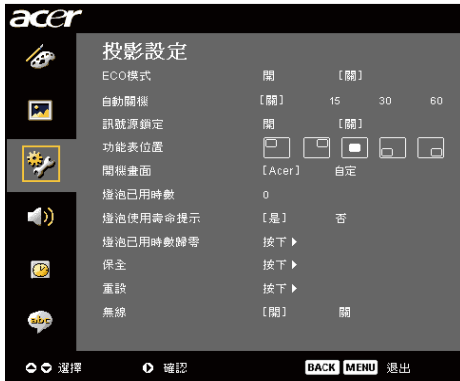 acer
投影設定
ECO模式 開 [關]
自動關機 [關] 15 30 60
訊號源鎖定 開 [關]
功能表位置
開機畫面 [Acer] 自定
燈泡已用時數 0
燈泡使用壽命提示 [是] 否
燈泡已用時數歸零 按下
保全 按下
重設 按下
無線 [開] 關
abc
選擇 確認 BACK MENU 退出